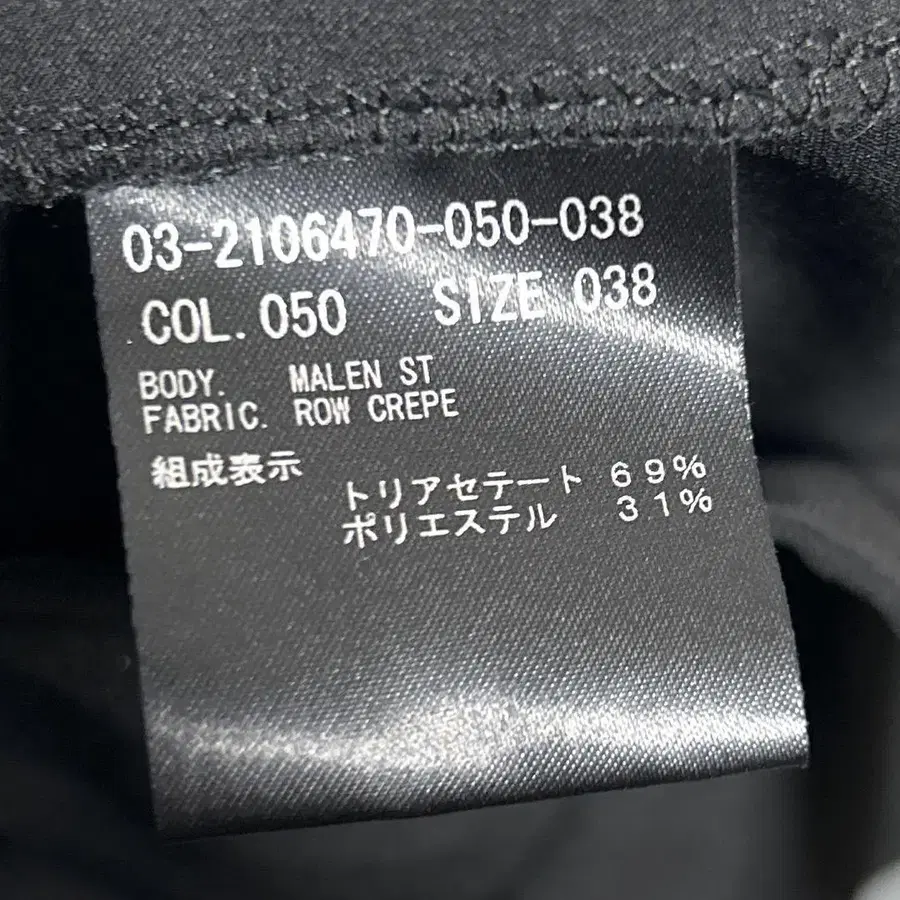 03-2106470-050-038
COL. 050 SIZE 038
BODY. MALEN ST
FABRIC. ROW CREPE
組成表示
トリアセテート 69%
ポリエステル 31%